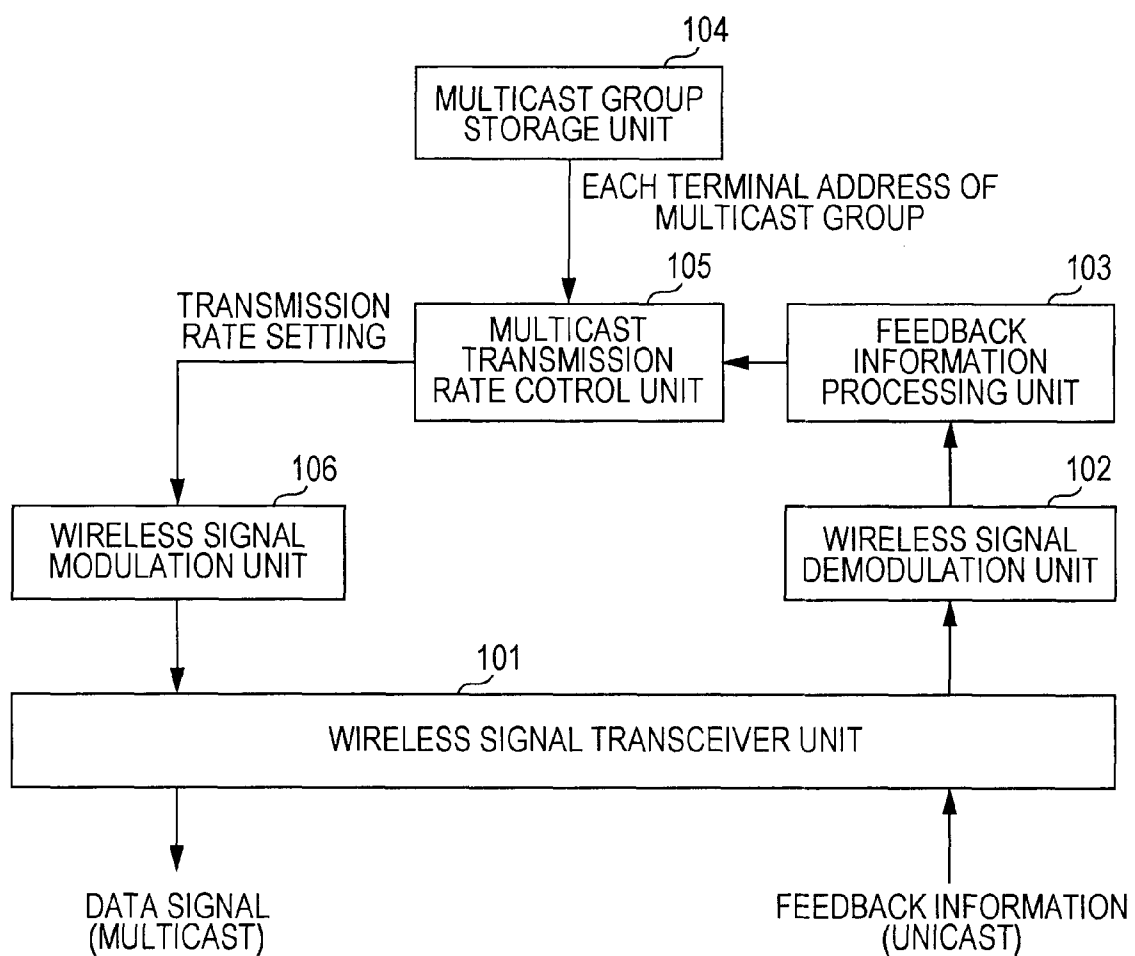 104
MULTICAST GROUP
STORAGE UNIT
EACH TERMINAL ADDRESS OF
MULTICAST GROUP
105
103
TRANSMISSION
RATE SETTING
MULTICAST
TRANSMISSION
RATE COTROL UNIT
FEEDBACK
INFORMATION
PROCESSING UNIT
106
102
WIRELESS SIGNAL
MODULATION UNIT
WIRELESS SIGNAL
DEMODULATION UNIT
101
WIRELESS SIGNAL TRANSCEIVER UNIT
DATA SIGNAL
(MULTICAST)
FEEDBACK INFORMATION
(UNICAST)